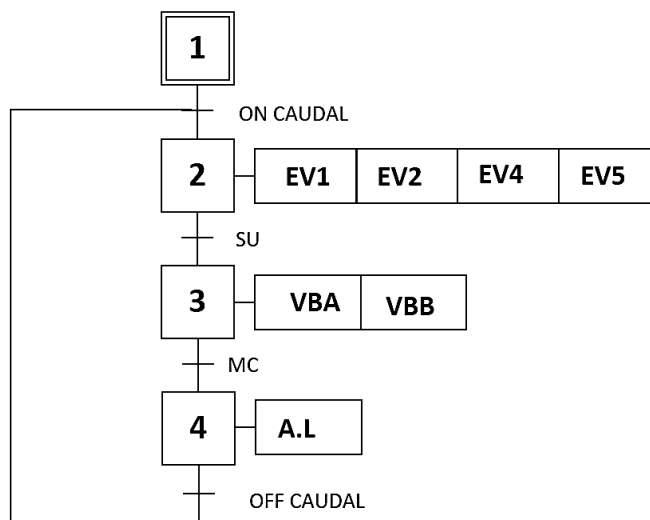 1
ON CAUDAL
2 EV1 EV2 EV4 EV5
SU
3 VBA VBB
MC
4 A.L
OFF CAUDAL